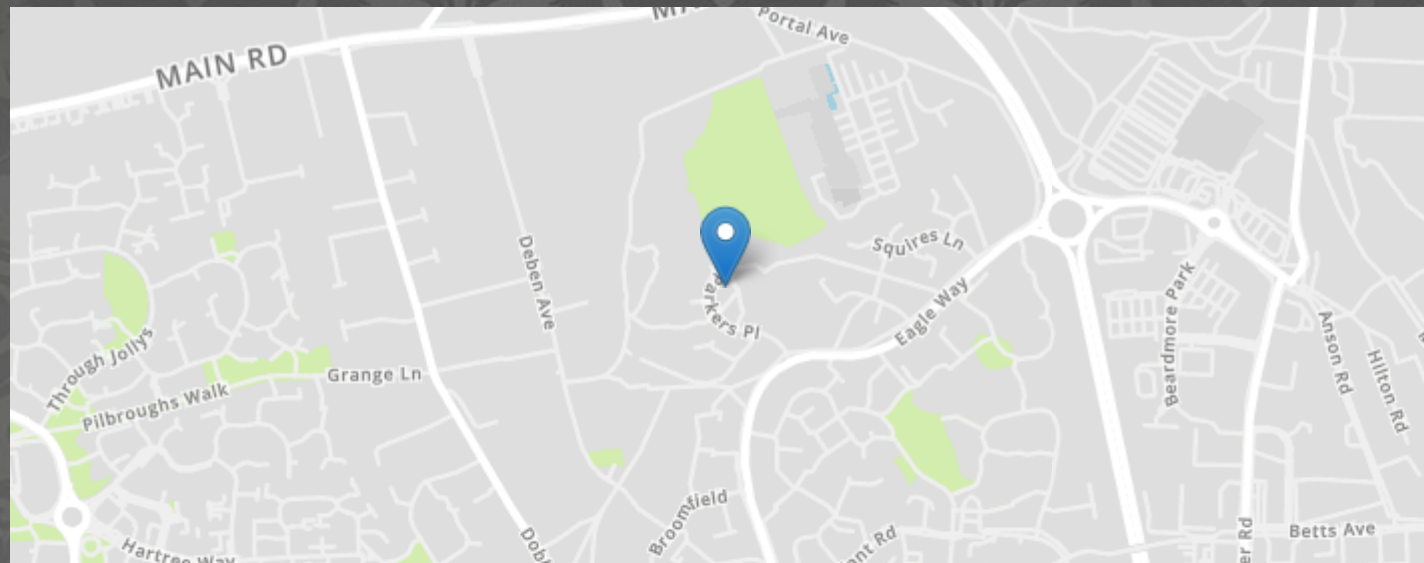 MAIN RD
Portal Ave
Squires Ln
Deben Ave
Parkers Pl
Eagle Way
Beardmore Park
Anson Rd
Hilton Rd
Through Jollys
Grange Ln
Pilbroughs Walk
Broomfield
Betts Ave
Hartree Way